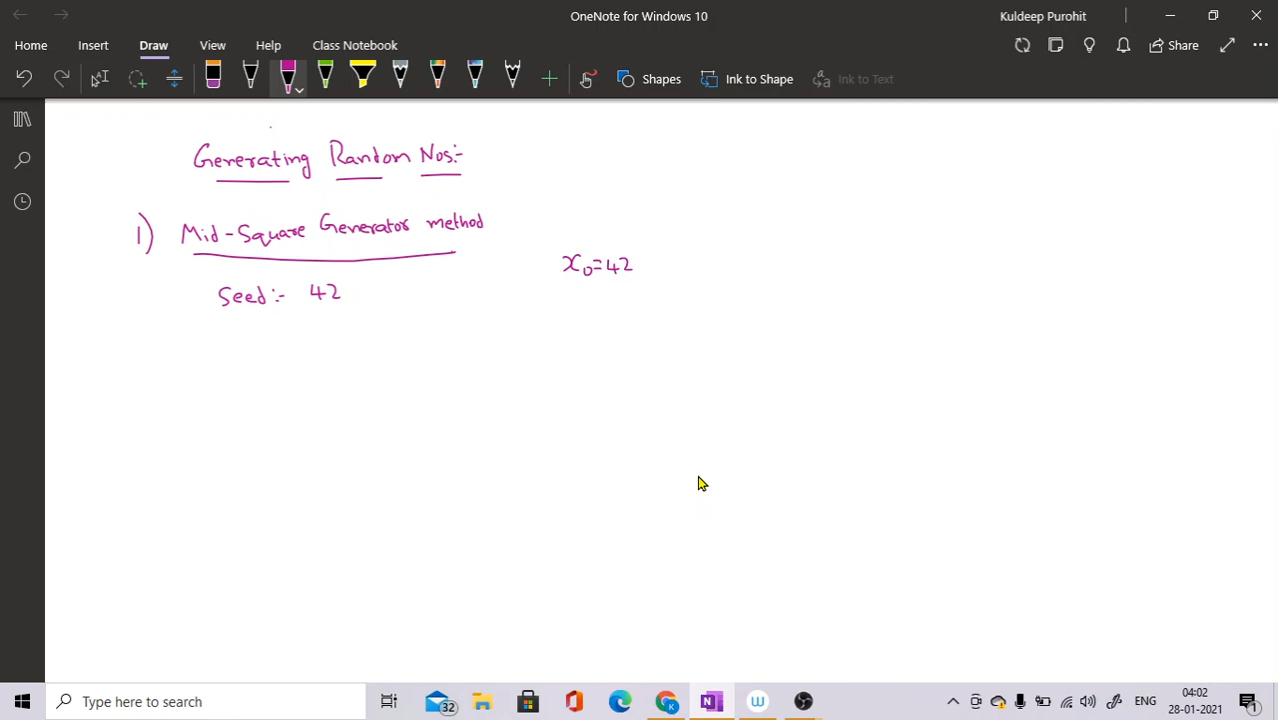 OneNote for Windows 10
Kuldeep Purohit
Home Insert Draw View Help Class Notebook
Share
Shapes Ink to Shape Ink to Text
Generating Random Nos:-
1) Mid-Square Generator method
x₀=42
Seed:- 42
Type here to search
32
ENG
04:02
28-01-2021
1